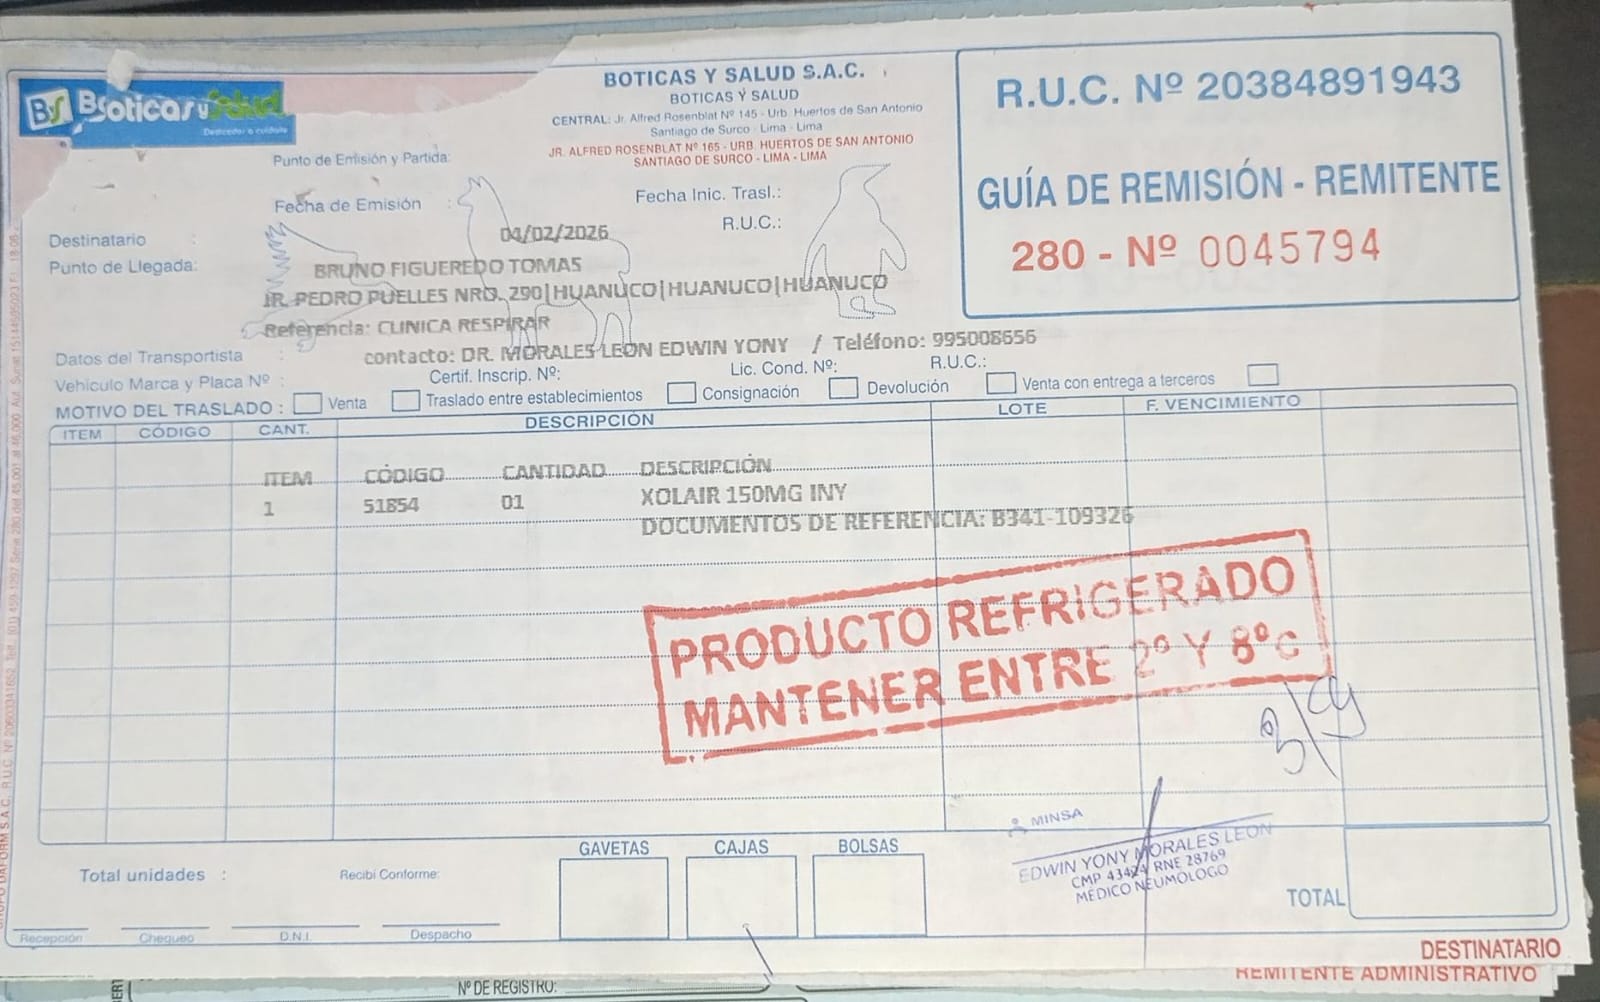 BS Boticas y Salud
Dedicados a cuidarte
BOTICAS Y SALUD S.A.C.
BOTICAS Y SALUD
CENTRAL: Jr. Alfred Rosenblat Nº 145 - Urb. Huertos de San Antonio
Santiago de Surco - Lima - Lima
JR. ALFRED ROSENBLAT Nº 165 - URB. HUERTOS DE SAN ANTONIO
SANTIAGO DE SURCO - LIMA - LIMA
R.U.C. Nº 20384891943
GUÍA DE REMISIÓN - REMITENTE
280 - Nº 0045794
Punto de Emisión y Partida:
Fecha de Emisión :
Fecha Inic. Trasl.:
04/02/2026
R.U.C.:
Destinatario :
BRUNO FIGUEREDO TOMAS
Punto de Llegada:
JR. PEDRO PUELLES NRO. 290|HUANUCO|HUANUCO|HUANUCO
Referencia: CLINICA RESPIRAR
Datos del Transportista :
contacto: DR. MORALES LEON EDWIN YONY / Teléfono: 995008656
Vehículo Marca y Placa Nº :
Certif. Inscrip. Nº:
Lic. Cond. Nº:
R.U.C.:
MOTIVO DEL TRASLADO : Venta Traslado entre establecimientos Consignación Devolución Venta con entrega a terceros
ITEM CÓDIGO CANT. DESCRIPCIÓN LOTE F. VENCIMIENTO
ITEM CÓDIGO CANTIDAD DESCRIPCIÓN
1 51854 01 XOLAIR 150MG INY
DOCUMENTOS DE REFERENCIA: B341-109326
PRODUCTO REFRIGERADO
MANTENER ENTRE 2º Y 8ºC
MINSA
EDWIN YONY MORALES LEON
CMP 43424 RNE 28769
MÉDICO NEUMÓLOGO
GAVETAS CAJAS BOLSAS
Total unidades :
Recibí Conforme:
TOTAL
Recepción Chequeo D.N.I. Despacho
DESTINATARIO
REMITENTE ADMINISTRATIVO
Nº DE REGISTRO: